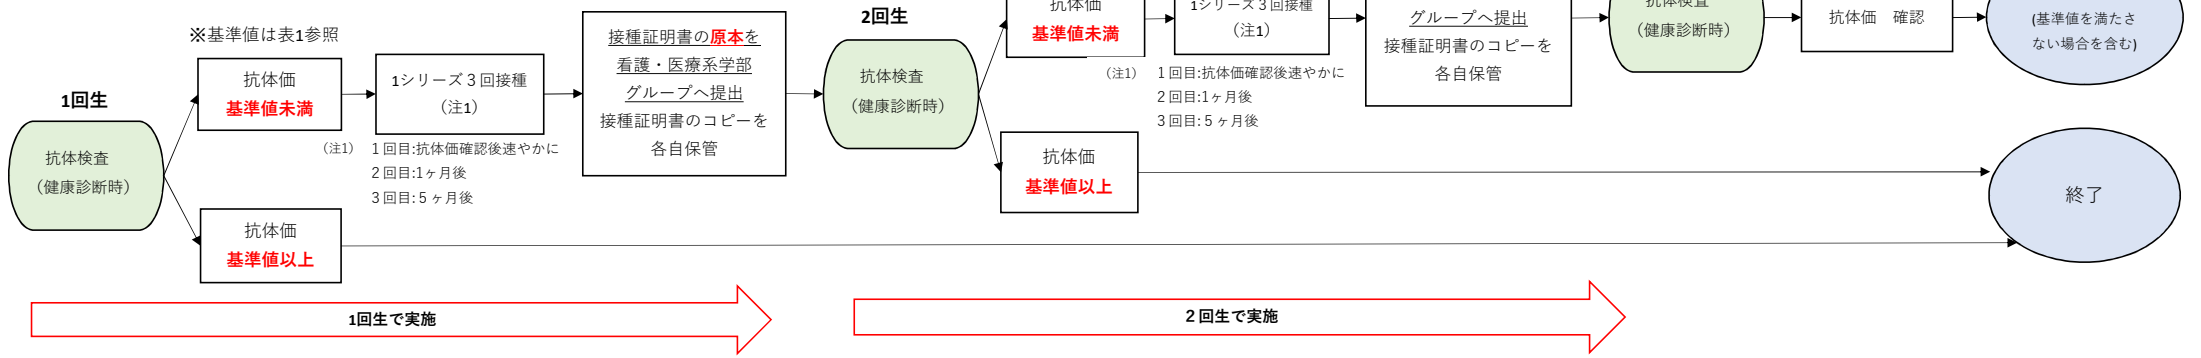 ※基準値は表1参照
1回生
抗体検査
（健康診断時）
抗体価
基準値未満
1シリーズ３回接種
（注1）
（注1） 1回目:抗体価確認後速やかに
2回目:1ヶ月後
3回目:５ヶ月後
接種証明書の原本を
看護・医療系学部
グループへ提出
接種証明書のコピーを
各自保管
抗体価
基準値以上
2回生
抗体検査
（健康診断時）
抗体価
基準値未満
1シリーズ３回接種
（注1）
（注1） 1回目:抗体価確認後速やかに
2回目:1ヶ月後
3回目:５ヶ月後
グループへ提出
接種証明書のコピーを
各自保管
抗体価
基準値以上
抗体検査
（健康診断時）
抗体価　確認
(基準値を満たさ
ない場合を含む)
終了
1回生で実施
２回生で実施